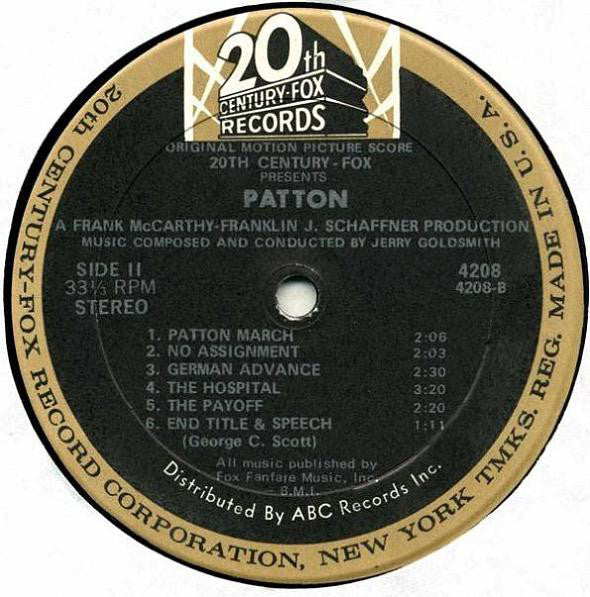 20th
CENTURY-FOX
RECORDS
ORIGINAL MOTION PICTURE SCORE
20TH CENTURY-FOX
PRESENTS
PATTON
A FRANK McCARTHY-FRANKLIN J. SCHAFFNER PRODUCTION
MUSIC COMPOSED AND CONDUCTED BY JERRY GOLDSMITH
SIDE II
33⅓ RPM
STEREO
4208
4208-B
1. PATTON MARCH 2:06
2. NO ASSIGNMENT 2:03
3. GERMAN ADVANCE 2:30
4. THE HOSPITAL 3:20
5. THE PAYOFF 2:20
6. END TITLE & SPEECH 1:11
(George C. Scott)
All music published by
Fox Fanfare Music, Inc.
B.M.I.
Distributed By ABC Records Inc.
20th CENTURY-FOX RECORD CORPORATION, NEW YORK TMKS. REG. MADE IN U.S.A.